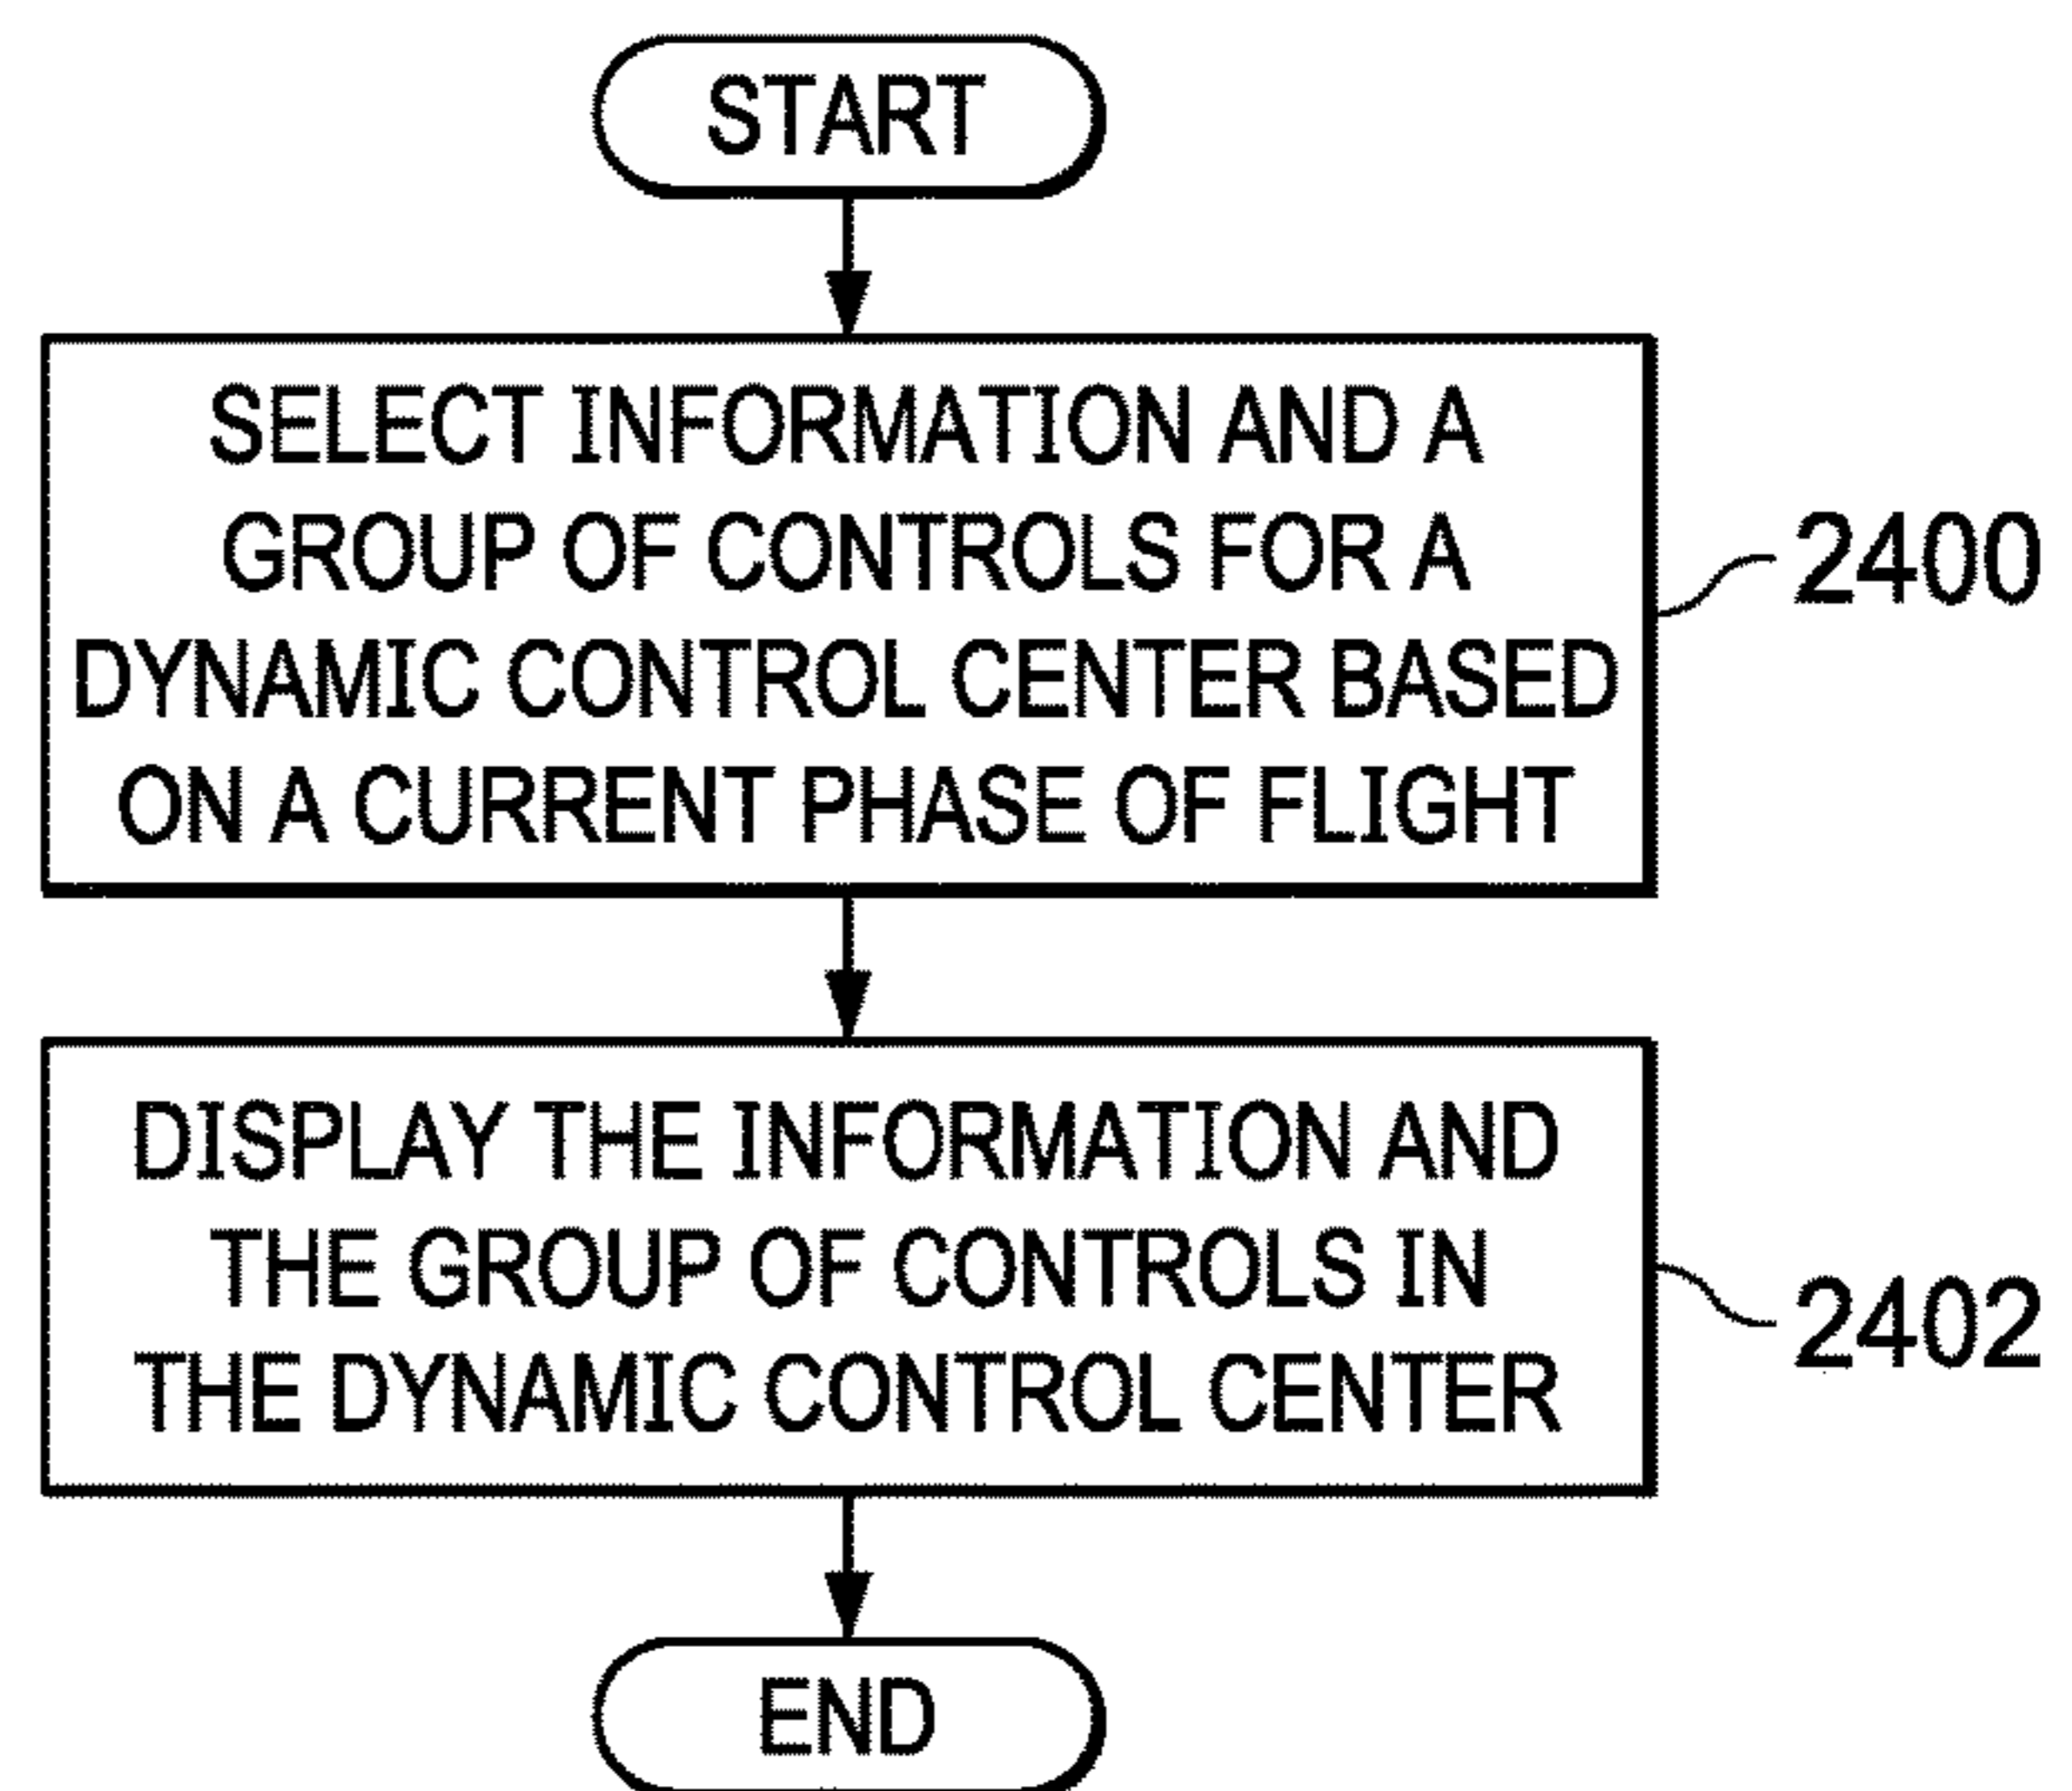 START
SELECT INFORMATION AND A
GROUP OF CONTROLS FOR A
DYNAMIC CONTROL CENTER BASED
ON A CURRENT PHASE OF FLIGHT
2400
DISPLAY THE INFORMATION AND
THE GROUP OF CONTROLS IN
THE DYNAMIC CONTROL CENTER
2402
END